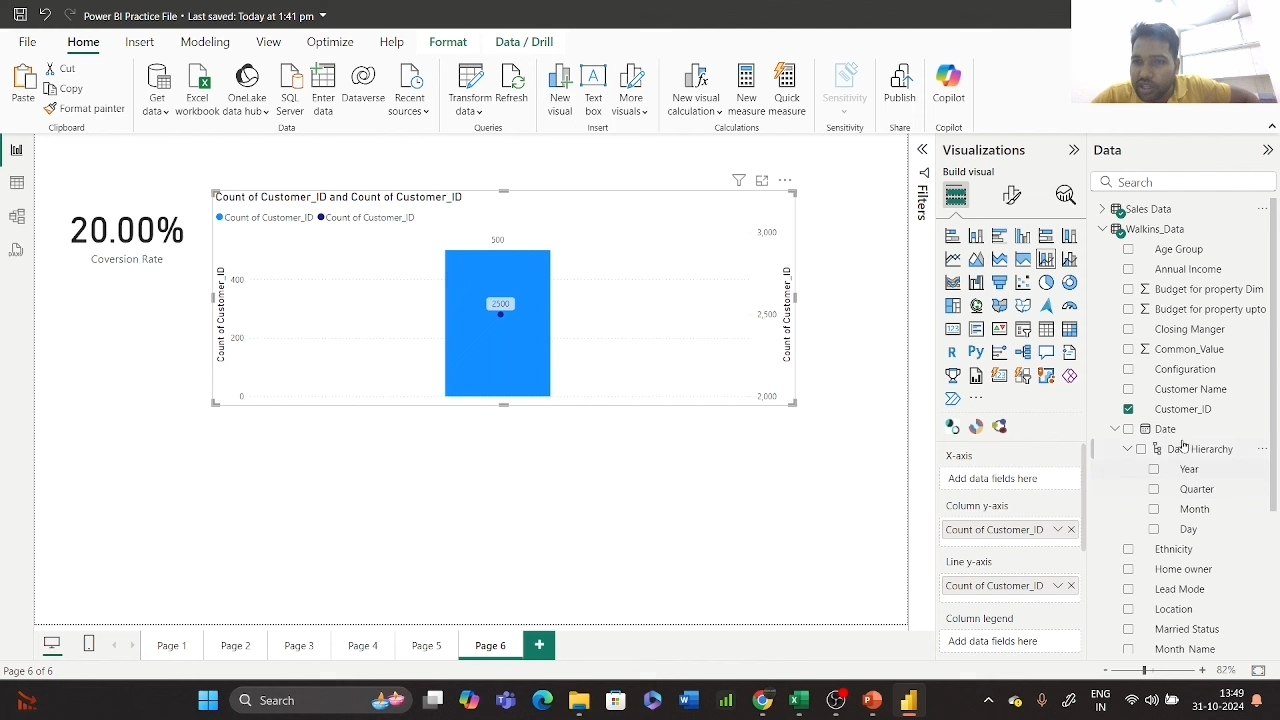 Power BI Practice File • Last saved: Today at 1:41 pm
File Home Insert Modeling View Optimize Help Format Data / Drill
Paste
Cut
Copy
Format painter
Clipboard
Get data
Excel workbook
OneLake data hub
SQL Server
Enter data
Dataverse
Recent sources
Data
Transform data
Refresh
Queries
New visual
Text box
More visuals
Insert
New visual calculation
New measure
Quick measure
Calculations
Sensitivity
Sensitivity
Publish
Share
Copilot
Copilot
20.00%
Coversion Rate
Count of Customer_ID and Count of Customer_ID
Count of Customer_ID Count of Customer_ID
Count of Customer_ID
400
200
0
500
2500
3,000
2,500
2,000
Count of Customer_ID
Filters
Visualizations
Build visual
R Py
123
X-axis
Add data fields here
Column y-axis
Count of Customer_ID
Line y-axis
Count of Customer_ID
Column legend
Add data fields here
Data
Search
Sales Data
Walkins_Data
Age Group
Annual Income
Budget for property Dim
Budget for property upto
Closing Manger
Common_Value
Configuration
Customer Name
Customer_ID
Date
Date Hierarchy
Year
Quarter
Month
Day
Ethnicity
Home owner
Lead Mode
Location
Married Status
Month_Name
Page 1 Page 2 Page 3 Page 4 Page 5 Page 6 +
Page 6 of 6
82%
Search
ENG
IN
13:49
31-10-2024